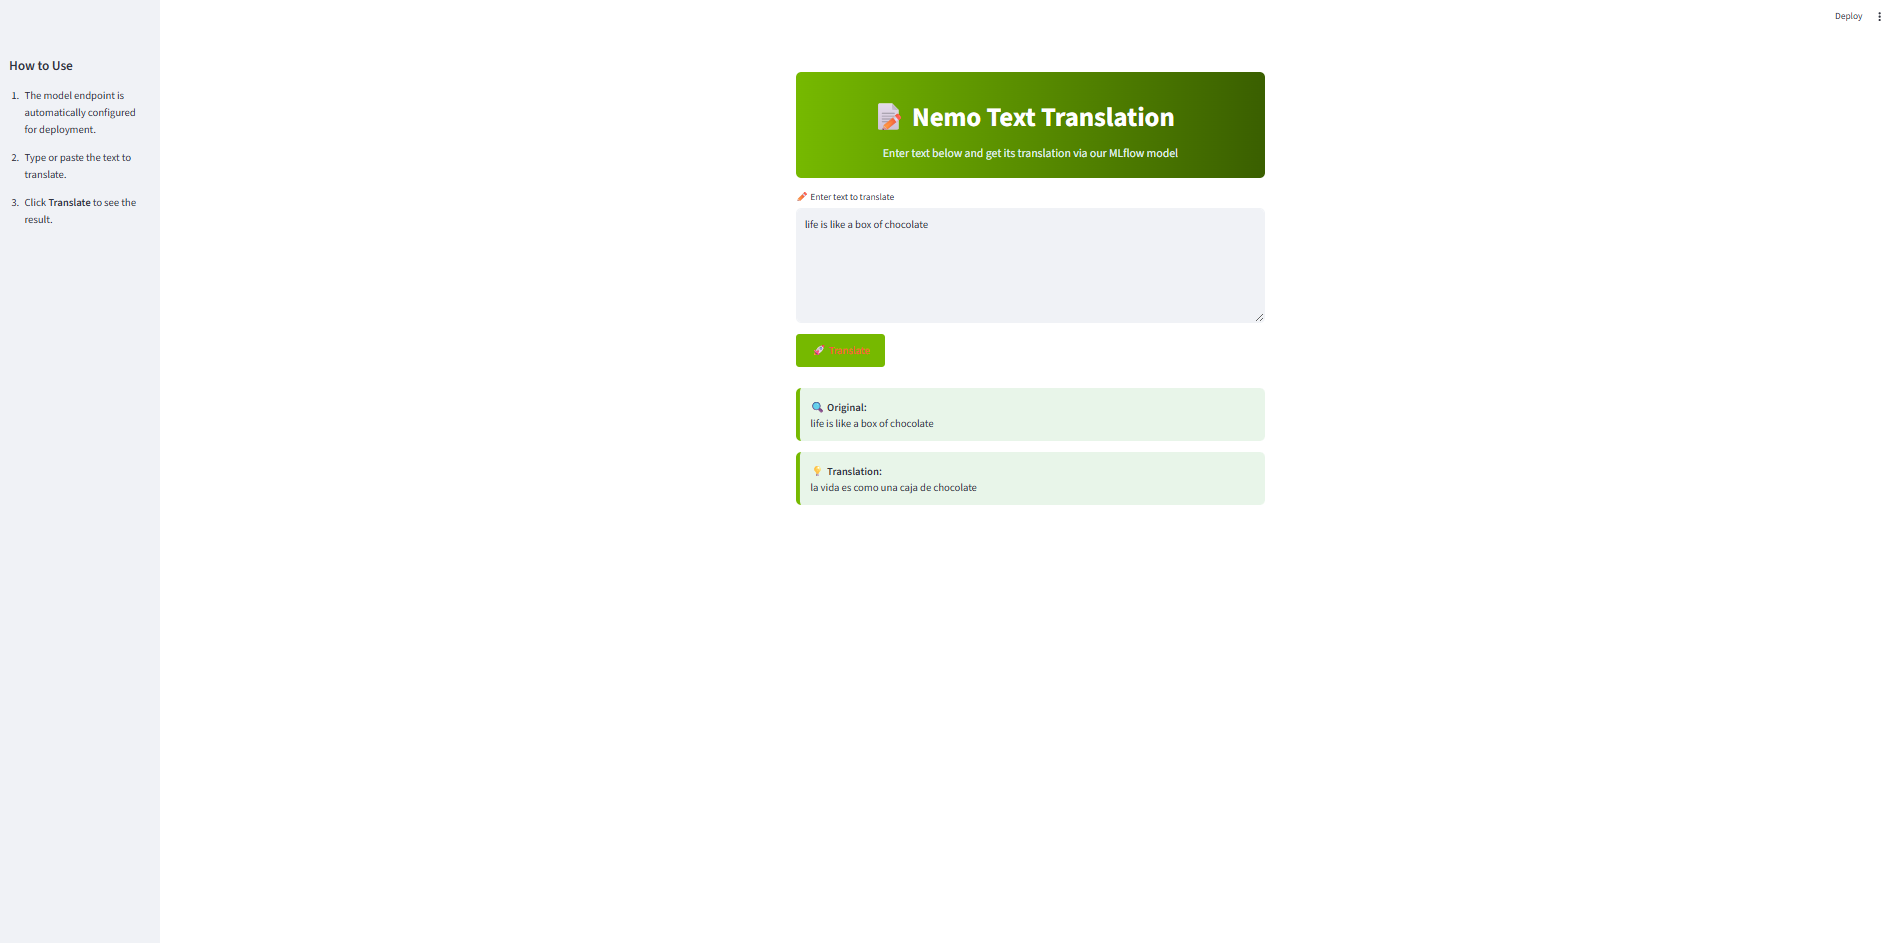 Deploy
How to Use
1. The model endpoint is
automatically configured
for deployment.
2. Type or paste the text to
translate.
3. Click Translate to see the
result.
Nemo Text Translation
Enter text below and get its translation via our MLflow model
Enter text to translate
life is like a box of chocolate
Translate
Original:
life is like a box of chocolate
Translation:
la vida es como una caja de chocolate